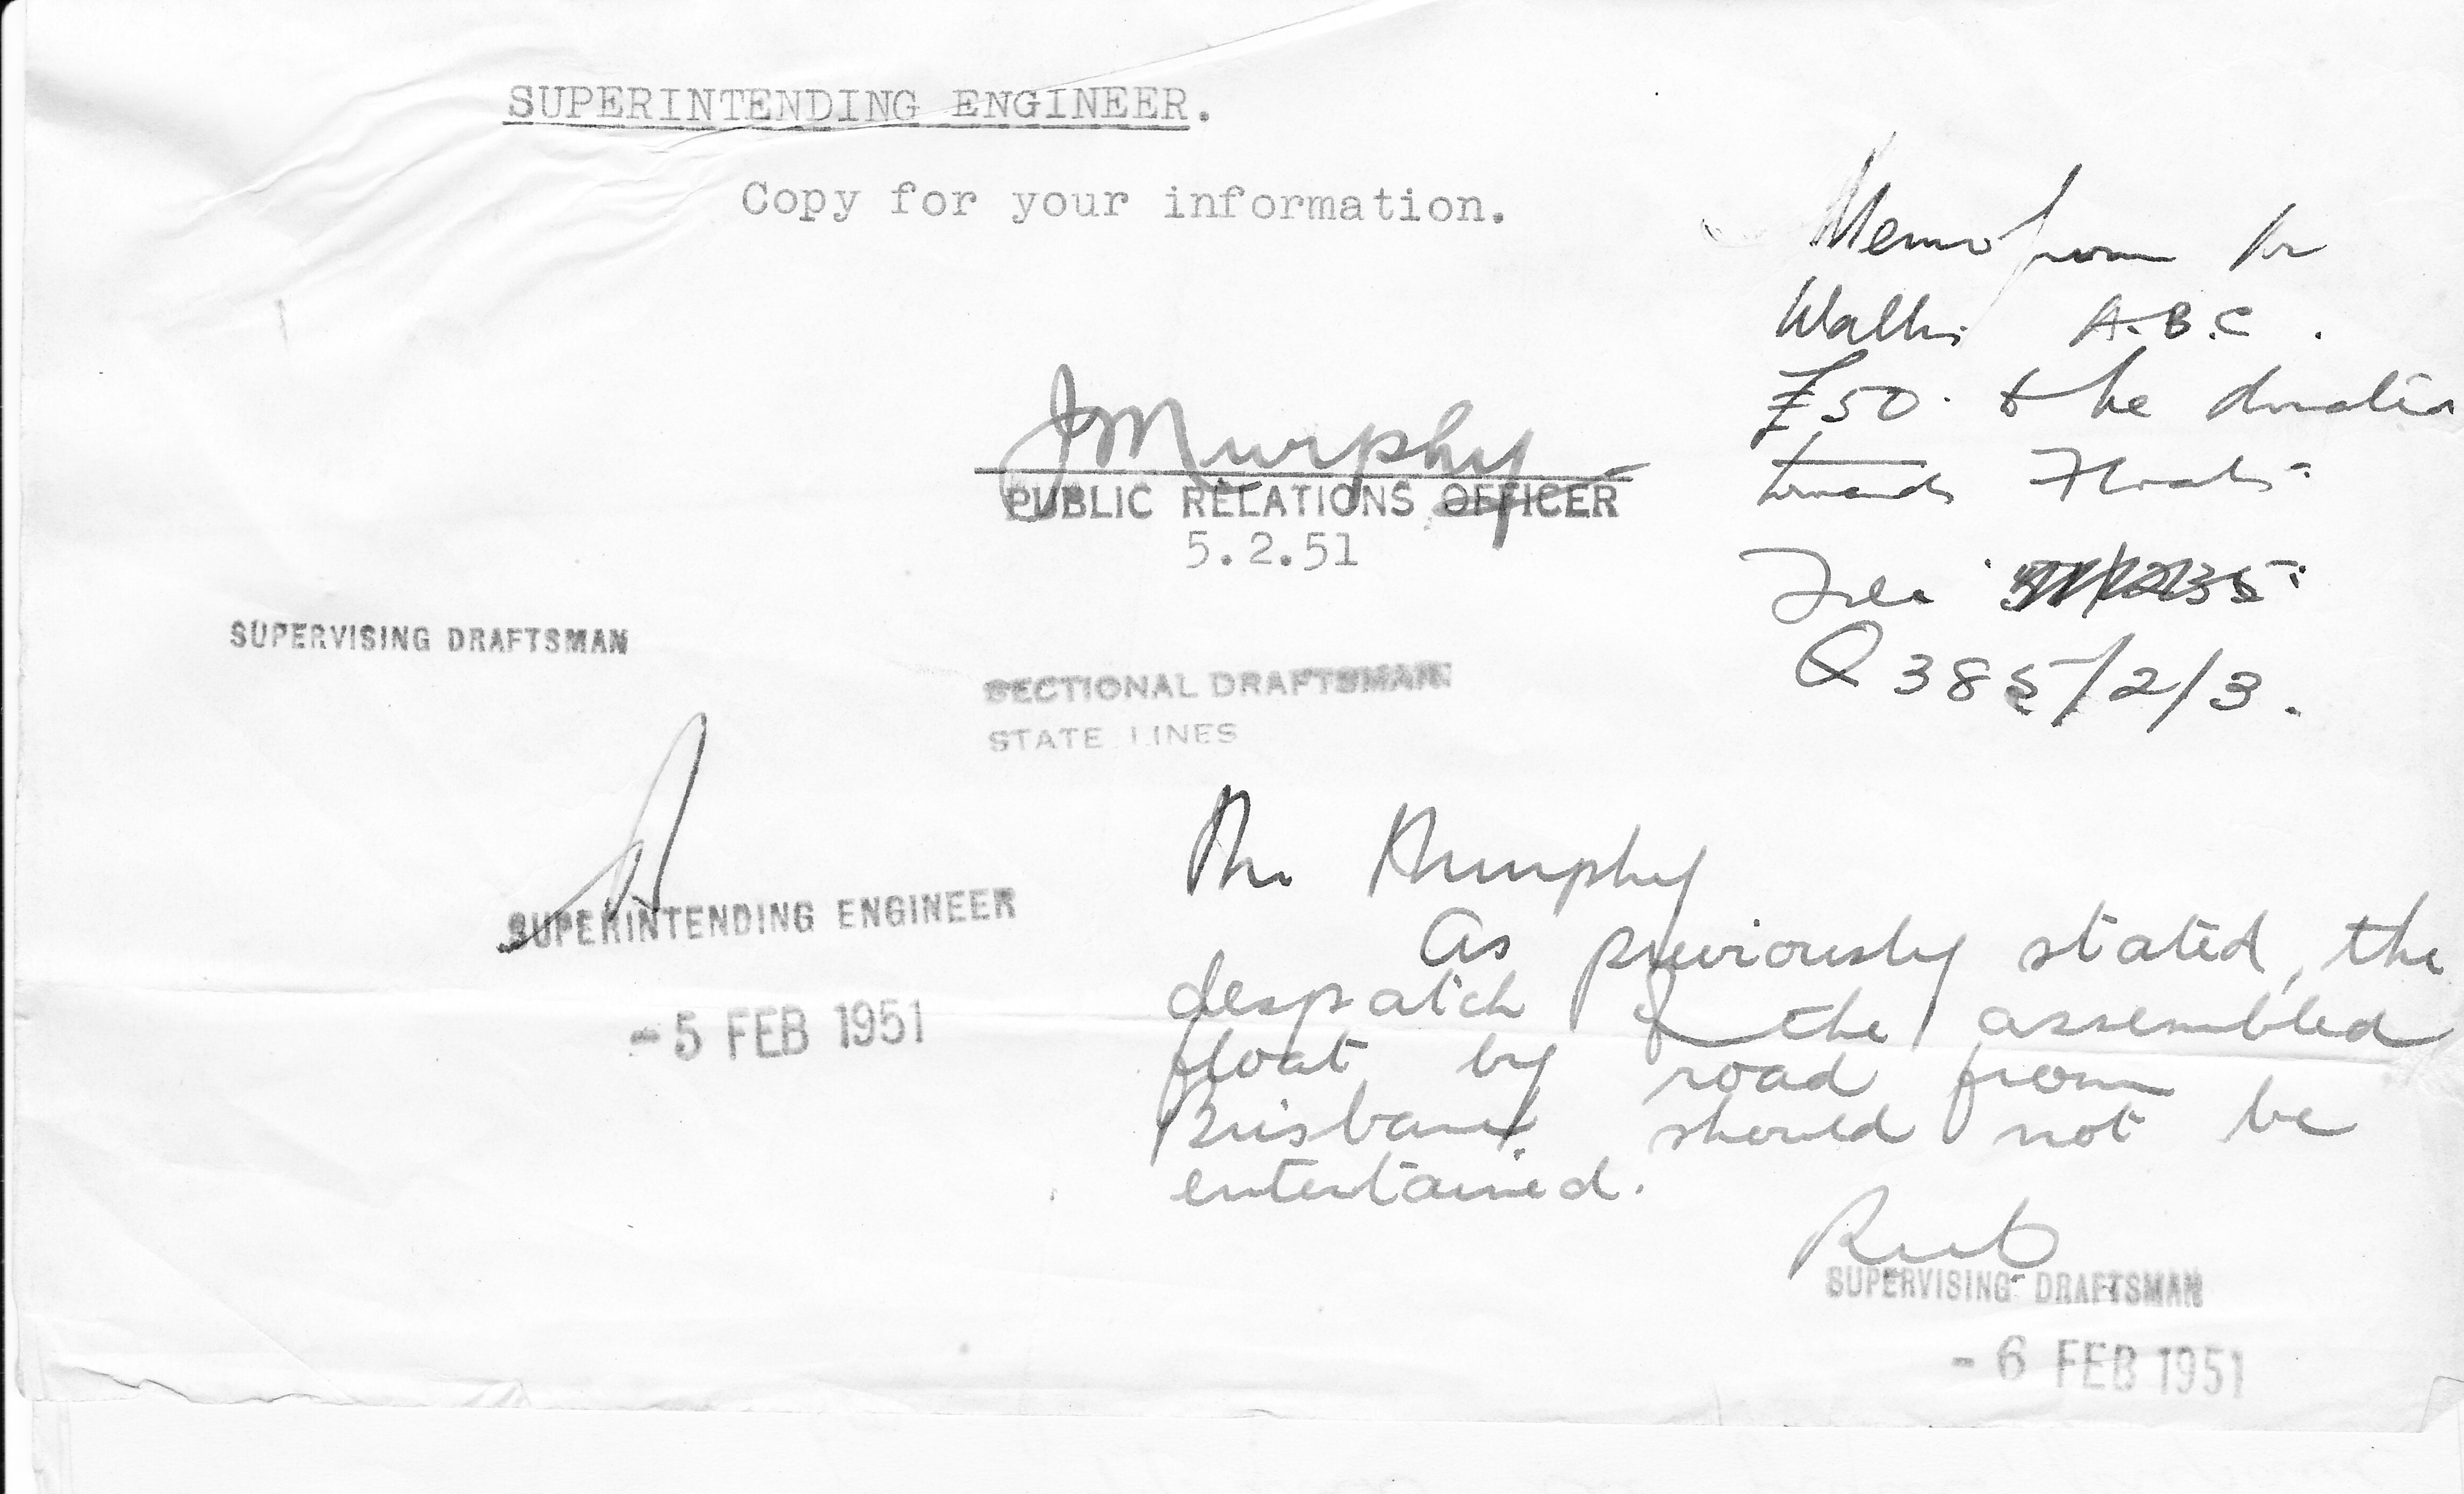 SUPERINTENDING ENGINEER.
Copy for your information.
Memo from Mr
Wallis A.B.C.
£50. to be donation
towards Floats.
JMurphy
PUBLIC RELATIONS OFFICER
5.2.51
File
Q 385/2/3.
SUPERVISING DRAFTSMAN
SECTIONAL DRAFTSMAN
STATE LINES
SUPERINTENDING ENGINEER
- 5 FEB 1951
Mr. Murphy
As previously stated, the
despatch of the assembled
float by road from
Brisbane should not be
entertained.
SUPERVISING DRAFTSMAN
- 6 FEB 1951